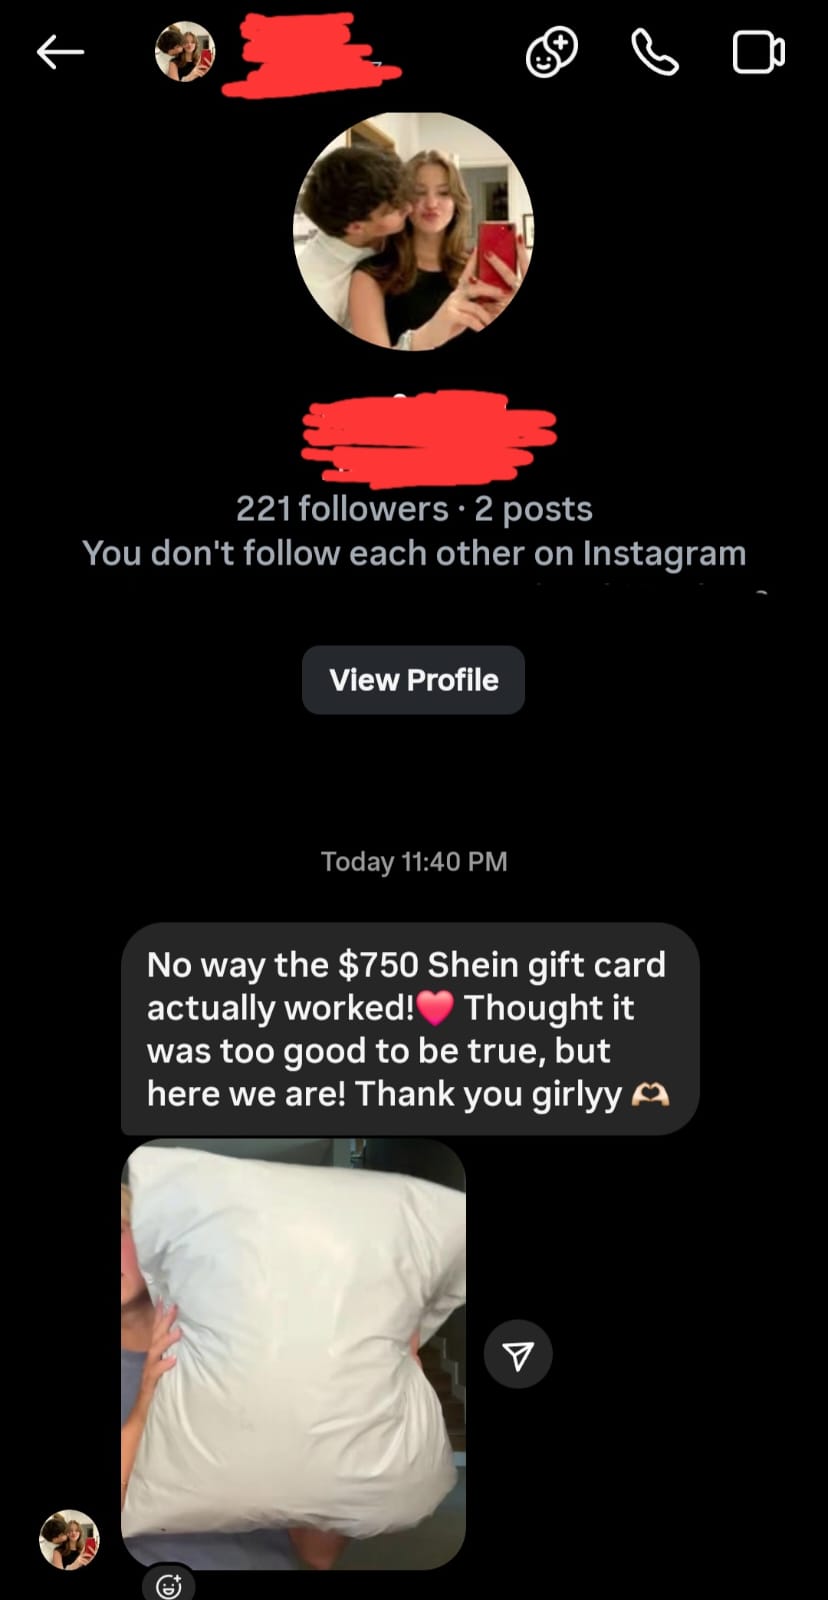 221 followers · 2 posts
You don't follow each other on Instagram
View Profile
Today 11:40 PM
No way the $750 Shein gift card
actually worked!❤️ Thought it
was too good to be true, but
here we are! Thank you girlyy 🫶🏻